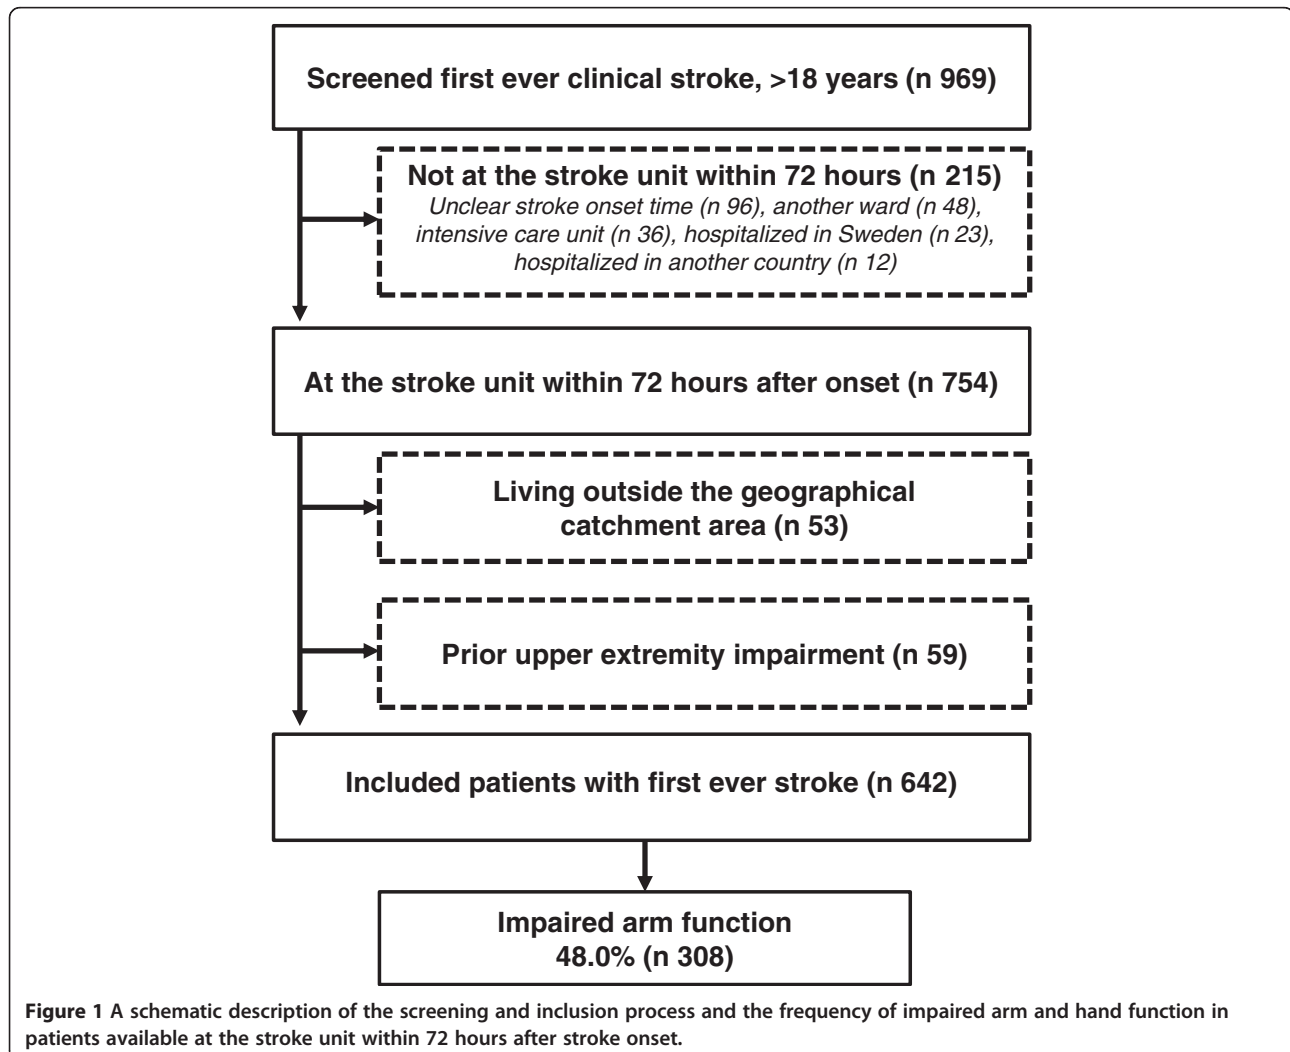 Screened first ever clinical stroke, >18 years (n 969)
Not at the stroke unit within 72 hours (n 215)
Unclear stroke onset time (n 96), another ward (n 48),
intensive care unit (n 36), hospitalized in Sweden (n 23),
hospitalized in another country (n 12)
At the stroke unit within 72 hours after onset (n 754)
Living outside the geographical
catchment area (n 53)
Prior upper extremity impairment (n 59)
Included patients with first ever stroke (n 642)
Impaired arm function
48.0% (n 308)
Figure 1 A schematic description of the screening and inclusion process and the frequency of impaired arm and hand function in
patients available at the stroke unit within 72 hours after stroke onset.